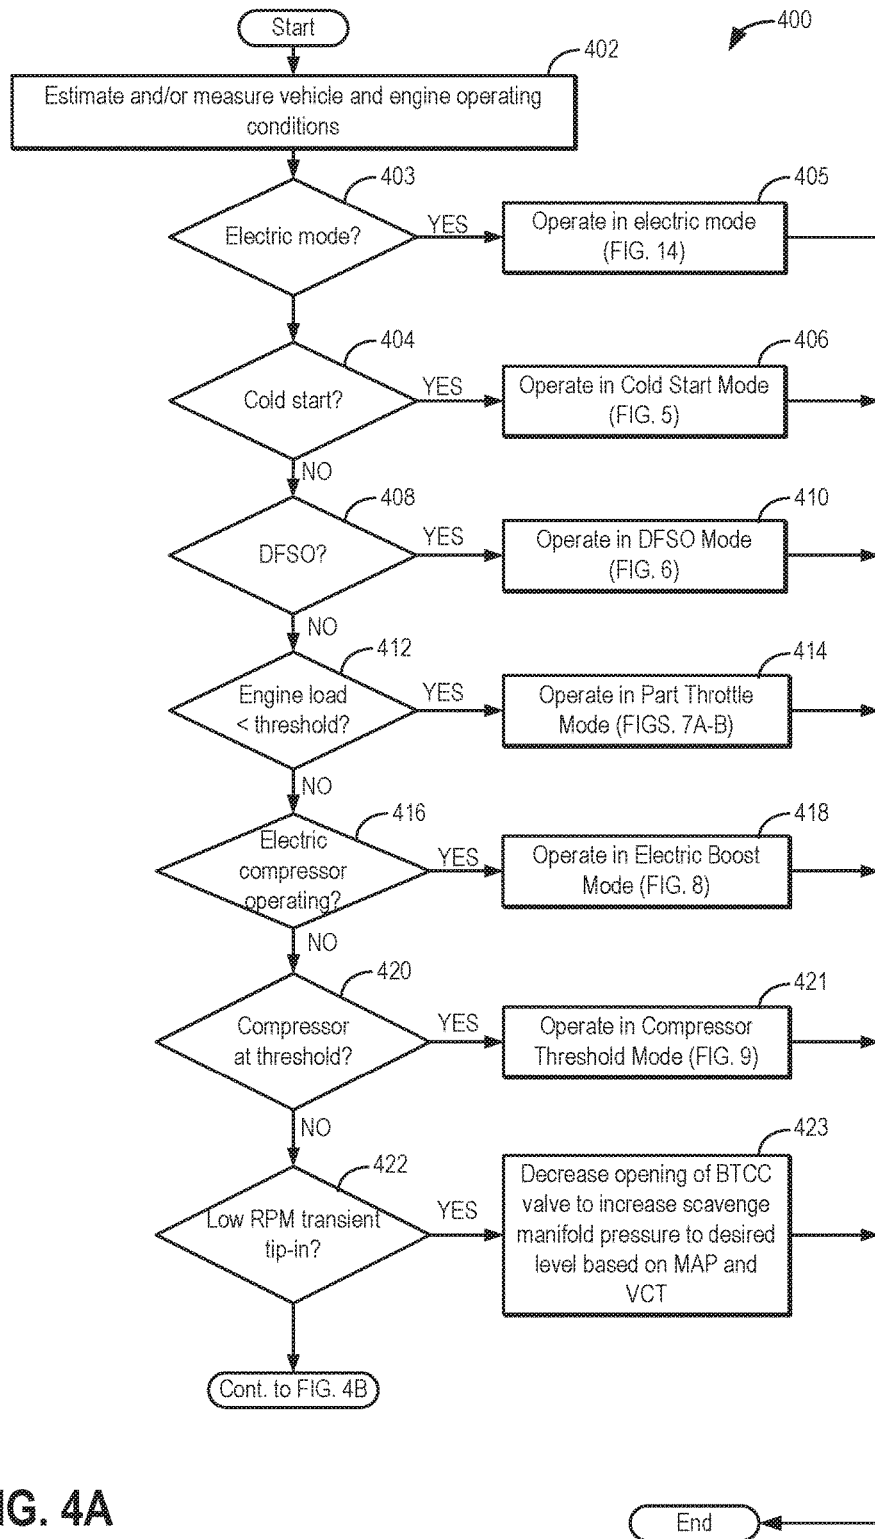 Start
400
402
Estimate and/or measure vehicle and engine operating
conditions
403
Electric mode?
YES
405
Operate in electric mode
(FIG. 14)
404
Cold start?
YES
406
Operate in Cold Start Mode
(FIG. 5)
NO
408
DFSO?
YES
410
Operate in DFSO Mode
(FIG. 6)
NO
412
Engine load
< threshold?
YES
414
Operate in Part Throttle
Mode (FIGS. 7A-B)
NO
416
Electric
compressor
operating?
YES
418
Operate in Electric Boost
Mode (FIG. 8)
NO
420
Compressor
at threshold?
YES
421
Operate in Compressor
Threshold Mode (FIG. 9)
NO
422
Low RPM transient
tip-in?
YES
423
Decrease opening of BTCC
valve to increase scavenge
manifold pressure to desired
level based on MAP and
VCT
Cont. to FIG. 4B
IG. 4A
End